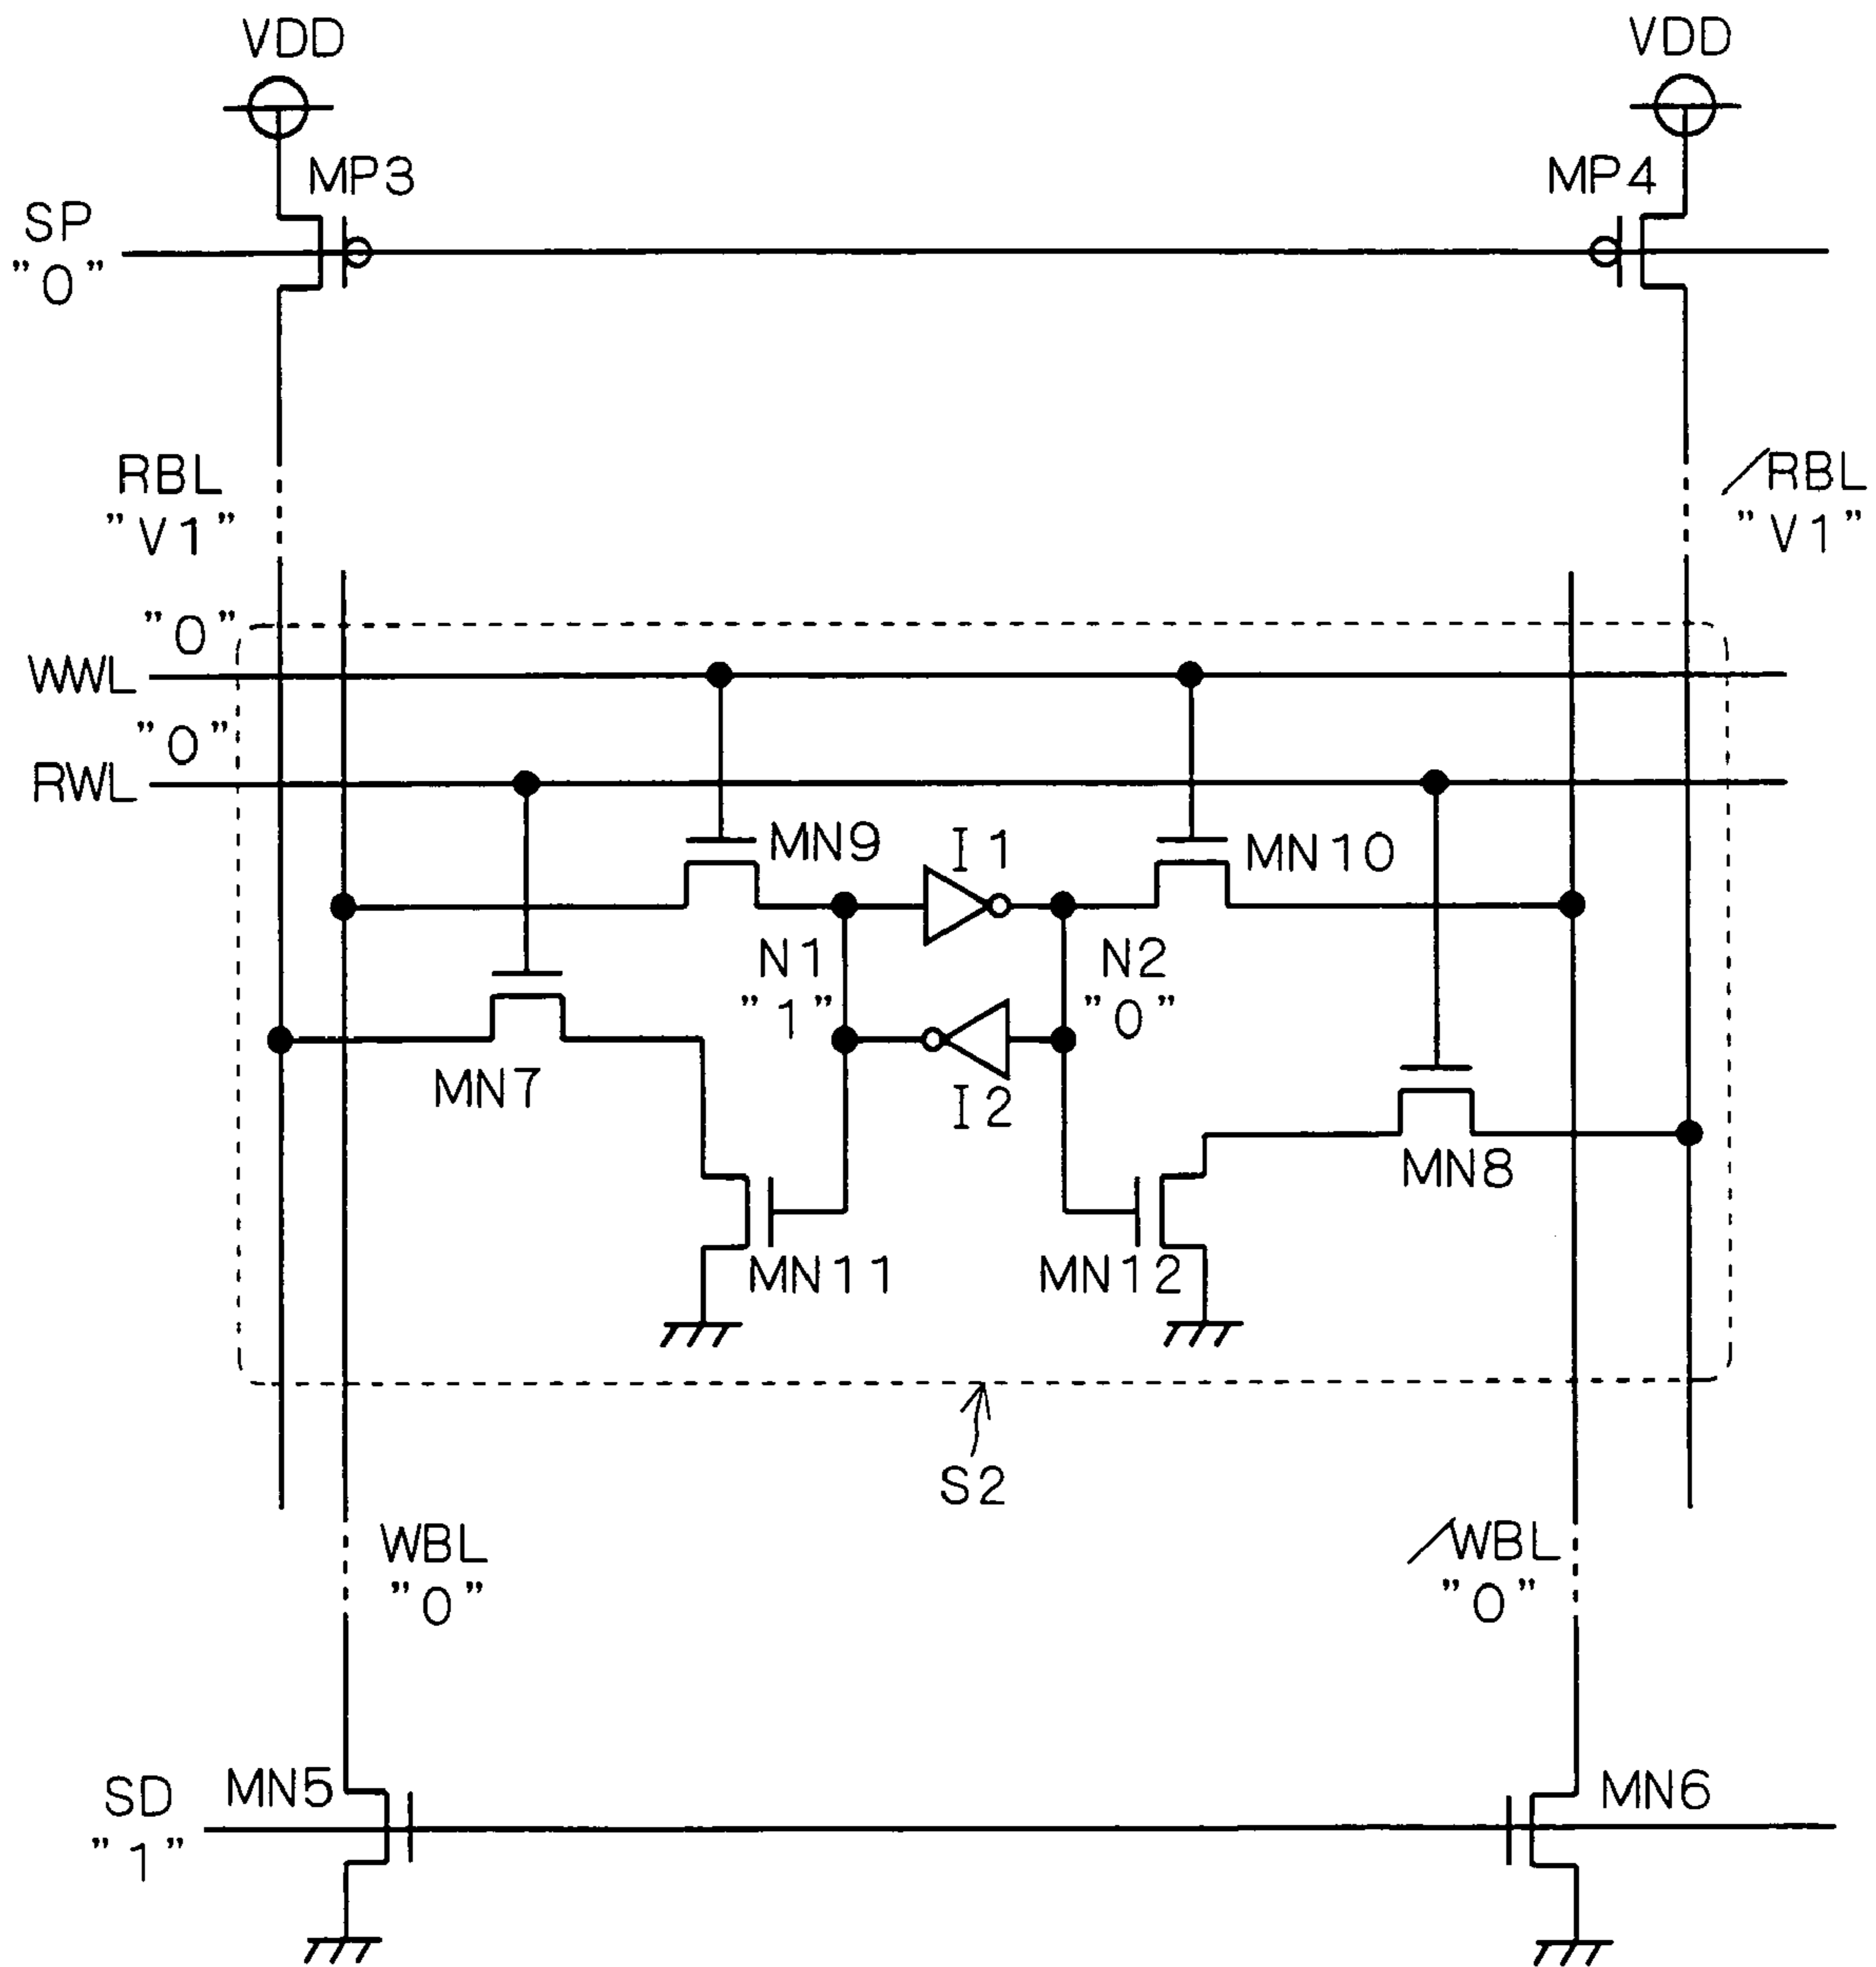 VDD
VDD
MP3
MP4
SP
"0"
RBL
"V1"
/RBL
"V1"
"0"
WWL
"0"
RWL
MN9
I1
MN10
N1
"1"
N2
"0"
MN7
I2
MN8
MN11
MN12
S2
WBL
"0"
/WBL
"0"
SD
"1"
MN5
MN6